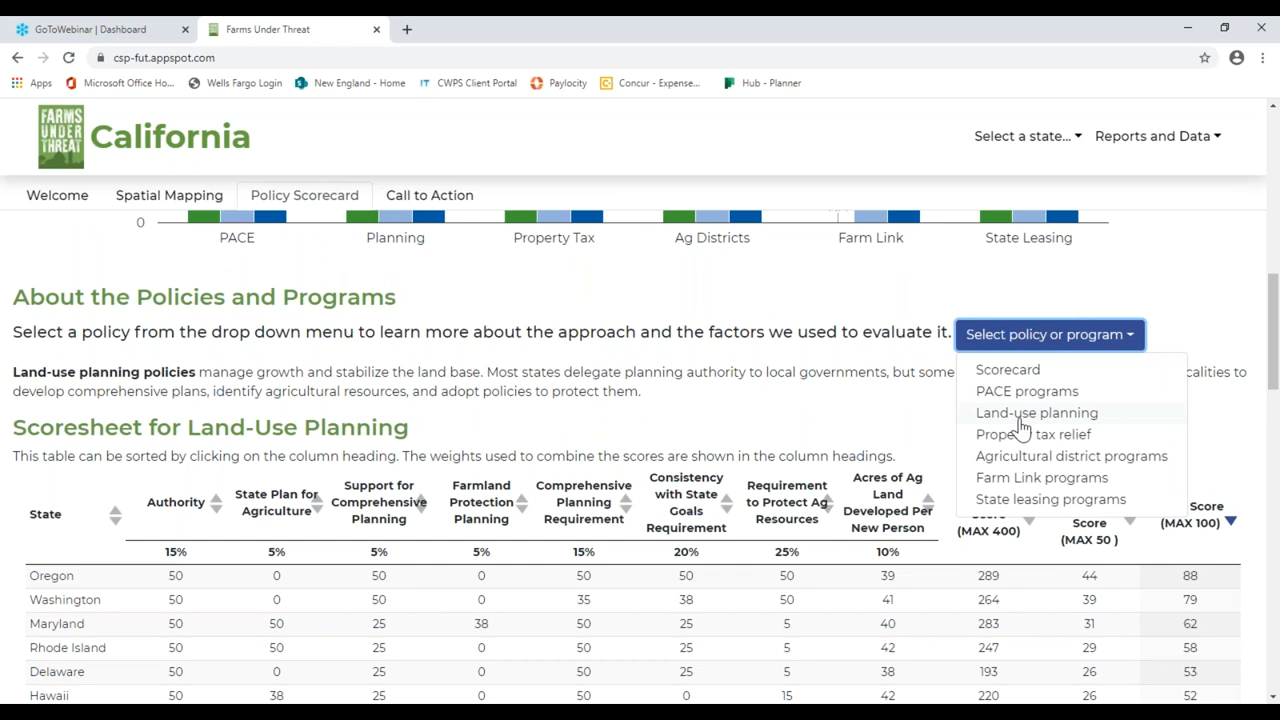 GoToWebinar | Dashboard
Farms Under Threat
csp-fut.appspot.com
Apps
Microsoft Office Ho...
Wells Fargo Login
New England - Home
IT CWPS Client Portal
Paylocity
Concur - Expense...
Hub - Planner
FARMS UNDER THREAT
California
Select a state...
Reports and Data
Welcome
Spatial Mapping
Policy Scorecard
Call to Action
0
PACE
Planning
Property Tax
Ag Districts
Farm Link
State Leasing
About the Policies and Programs
Select a policy from the drop down menu to learn more about the approach and the factors we used to evaluate it.
Select policy or program
Scorecard
PACE programs
Land-use planning
tax relief
Agricultural district programs
Farm Link programs
State leasing programs
Land-use planning policies manage growth and stabilize the land base. Most states delegate planning authority to local governments, but some calities to
develop comprehensive plans, identify agricultural resources, and adopt policies to protect them.
Scoresheet for Land-Use Planning
This table can be sorted by clicking on the column heading. The weights used to combine the scores are shown in the column headings.
State
Authority
State Plan for Agriculture
Support for Comprehensive Planning
Farmland Protection Planning
Comprehensive Planning Requirement
Consistency with State Goals Requirement
Requirement to Protect Ag Resources
Acres of Ag Land Developed Per New Person
(MAX 400)
Score (MAX 50 )
Score (MAX 100)
15% 5% 5% 5% 15% 20% 25% 10%
Oregon 50 0 50 0 50 50 50 39 289 44 88
Washington 50 0 50 0 35 38 50 41 264 39 79
Maryland 50 50 25 38 50 25 5 40 283 31 62
Rhode Island 50 50 25 0 50 25 5 42 247 29 58
Delaware 50 0 25 0 50 25 5 38 193 26 53
Hawaii 50 38 25 0 50 0 15 42 220 26 52